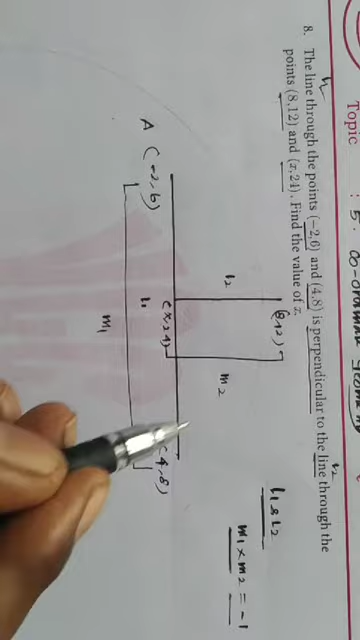 Topic : 5. Co-ordinate geometry
8. The line through the points (−2,6) and (4,8) is perpendicular to the line through the
points (8,12) and (x,24). Find the value of x.
l2
l2
(8,12)
m2
A (-2,6)
l1
(x,24)
(4,8)
m1
l1 & l2
m1 × m2 = -1